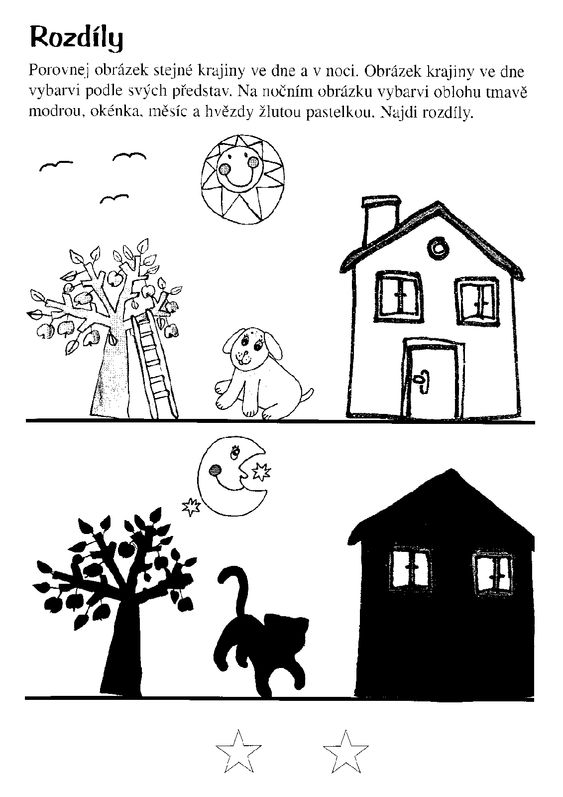 Rozdíly
Porovnej obrázek stejné krajiny ve dne a v noci. Obrázek krajiny ve dne
vybarvi podle svých představ. Na nočním obrázku vybarvi oblohu tmavě
modrou, okénka, měsíc a hvězdy žlutou pastelkou. Najdi rozdíly.